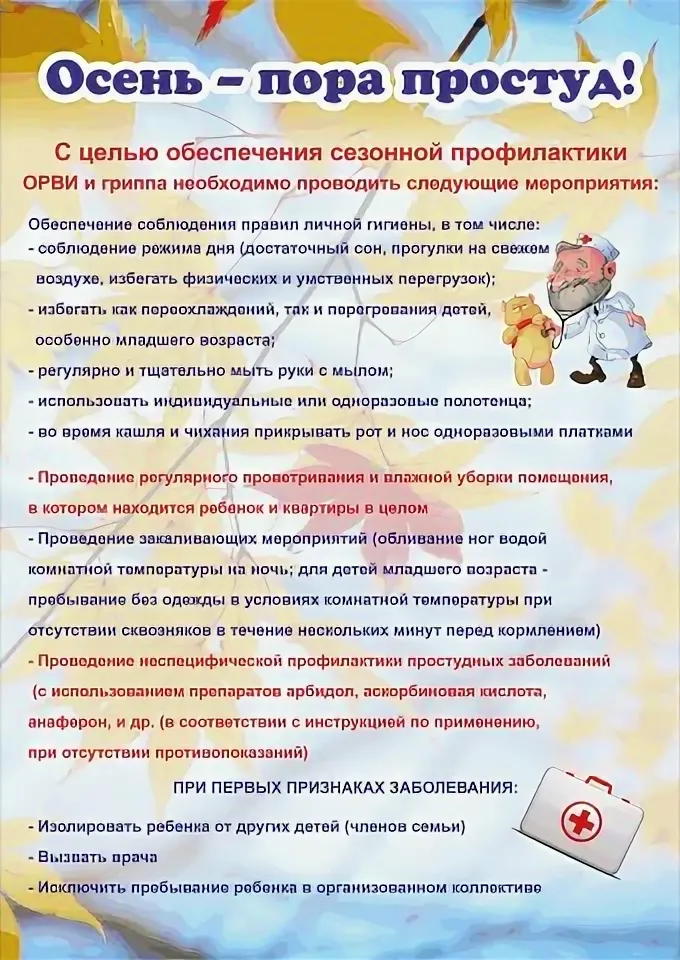 Осень – пора простуд!
С целью обеспечения сезонной профилактики
ОРВИ и гриппа необходимо проводить следующие мероприятия:
Обеспечение соблюдения правил личной гигиены, в том числе:
- соблюдение режима дня (достаточный сон, прогулки на свежем
воздухе, избегать физических и умственных перегрузок);
- избегать как переохлаждений, так и перегревания детей,
особенно младшего возраста;
- регулярно и тщательно мыть руки с мылом;
- использовать индивидуальные или одноразовые полотенца;
- во время кашля и чихания прикрывать рот и нос одноразовыми платками
- Проведение регулярного проветривания и влажной уборки помещения,
в котором находится ребенок и квартиры в целом
- Проведение закаливающих мероприятий (обливание ног водой
комнатной температуры на ночь; для детей младшего возраста -
пребывание без одежды в условиях комнатной температуры при
отсутствии сквозняков в течение нескольких минут перед кормлением)
- Проведение неспецифической профилактики простудных заболеваний
(с использованием препаратов арбидол, аскорбиновая кислота,
анаферон, и др. (в соответствии с инструкцией по применению,
при отсутствии противопоказаний)
ПРИ ПЕРВЫХ ПРИЗНАКАХ ЗАБОЛЕВАНИЯ:
- Изолировать ребенка от других детей (членов семьи)
- Вызвать врача
- Исключить пребывание ребенка в организованном коллективе